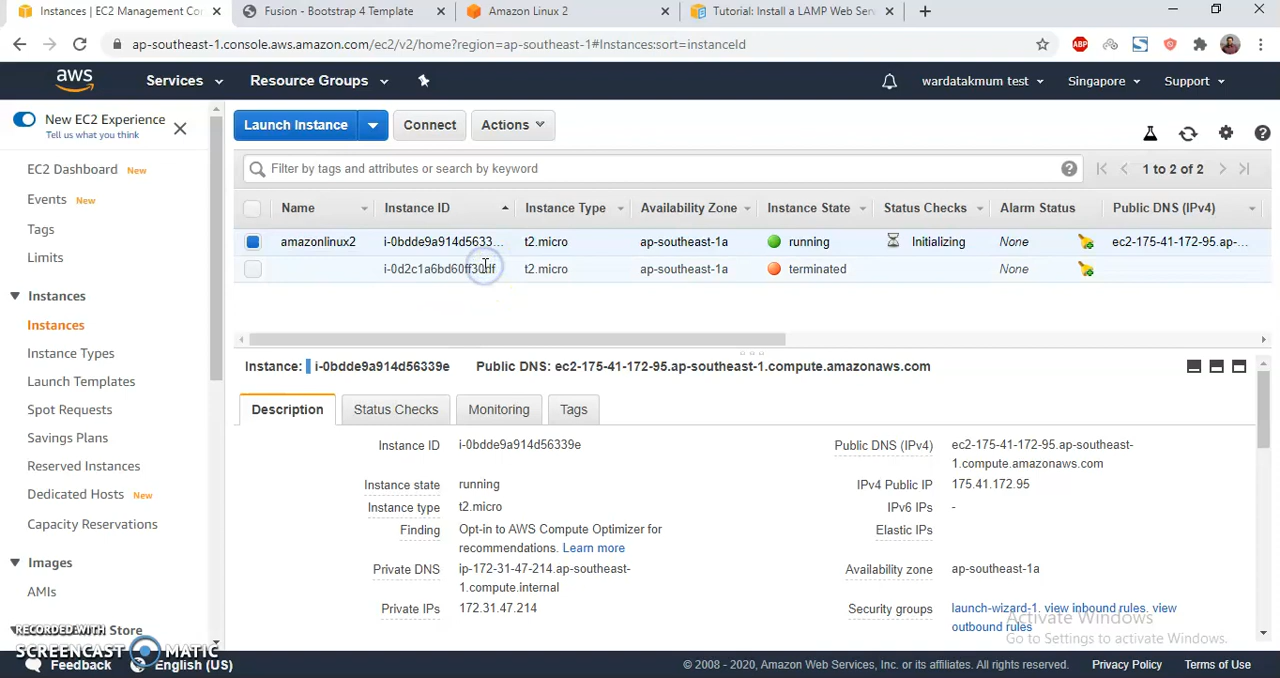 Instances | EC2 Management Co
Fusion - Bootstrap 4 Template
Amazon Linux 2
Tutorial: Install a LAMP Web Serv
ap-southeast-1.console.aws.amazon.com/ec2/v2/home?region=ap-southeast-1#Instances:sort=instanceId
ABP
aws
Services
Resource Groups
wardatakmum test
Singapore
Support
New EC2 Experience
Tell us what you think
EC2 Dashboard New
Events New
Tags
Limits
Instances
Instances
Instance Types
Launch Templates
Spot Requests
Savings Plans
Reserved Instances
Dedicated Hosts New
Capacity Reservations
Images
AMIs
Store
Launch Instance
Connect
Actions
Filter by tags and attributes or search by keyword
1 to 2 of 2
Name Instance ID Instance Type Availability Zone Instance State Status Checks Alarm Status Public DNS (IPv4)
amazonlinux2 i-0bdde9a914d5633... t2.micro ap-southeast-1a running Initializing None ec2-175-41-172-95.ap-...
i-0d2c1a6bd60ff30df t2.micro ap-southeast-1a terminated None
Instance: i-0bdde9a914d56339e Public DNS: ec2-175-41-172-95.ap-southeast-1.compute.amazonaws.com
Description
Status Checks
Monitoring
Tags
Instance ID i-0bdde9a914d56339e
Instance state running
Instance type t2.micro
Finding Opt-in to AWS Compute Optimizer for
recommendations. Learn more
Private DNS ip-172-31-47-214.ap-southeast-
1.compute.internal
Private IPs 172.31.47.214
Public DNS (IPv4) ec2-175-41-172-95.ap-southeast-
1.compute.amazonaws.com
IPv4 Public IP 175.41.172.95
IPv6 IPs -
Elastic IPs
Availability zone ap-southeast-1a
Security groups launch-wizard-1. view inbound rules. view
outbound rules
Activate Windows
Go to Settings to activate Windows.
RECORDED WITH
SCREENCAST MATIC
Feedback
English (US)
© 2008 - 2020, Amazon Web Services, Inc. or its affiliates. All rights reserved.
Privacy Policy
Terms of Use